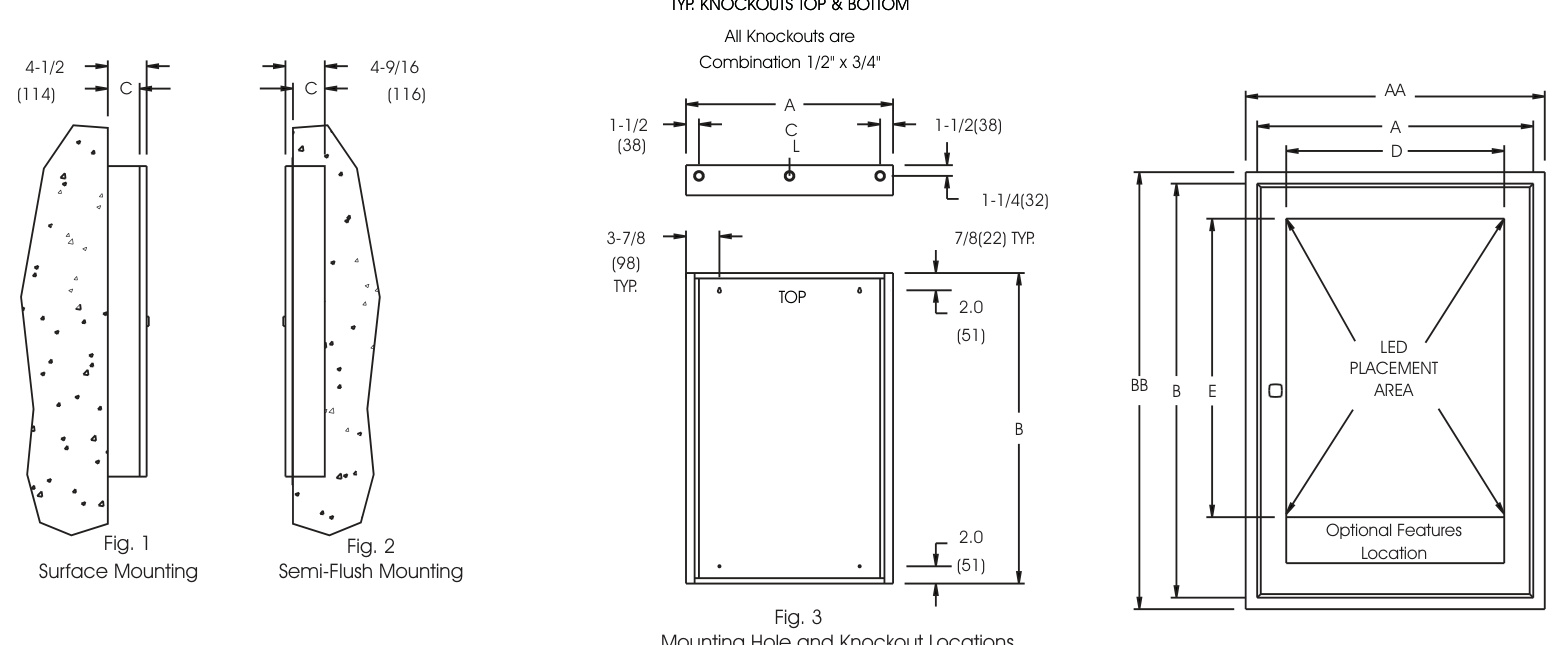 TYP. KNOCKOUTS TOP & BOTTOM
All Knockouts are
Combination 1/2" x 3/4"
4-1/2
(114)
C
4-9/16
(116)
C
Fig. 1
Surface Mounting
Fig. 2
Semi-Flush Mounting
A
1-1/2
(38)
C
L
1-1/2(38)
1-1/4(32)
3-7/8
(98)
TYP.
7/8(22) TYP.
TOP
2.0
(51)
B
2.0
(51)
Fig. 3
Mounting Hole and Knockout Locations
AA
A
D
BB
B
E
LED
PLACEMENT
AREA
Optional Features
Location